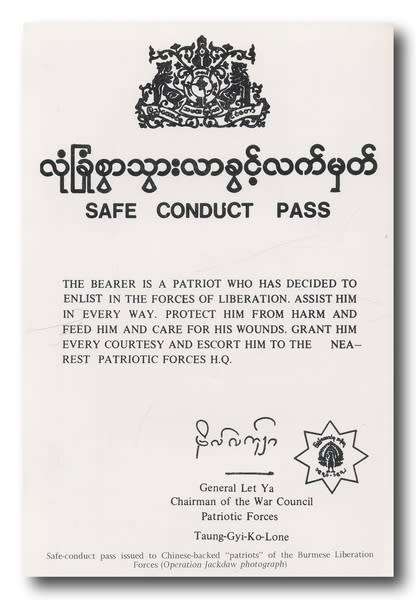 လုံခြုံစွာသွားလာခွင့်လက်မှတ်
SAFE CONDUCT PASS
THE BEARER IS A PATRIOT WHO HAS DECIDED TO
ENLIST IN THE FORCES OF LIBERATION. ASSIST HIM
IN EVERY WAY. PROTECT HIM FROM HARM AND
FEED HIM AND CARE FOR HIS WOUNDS. GRANT HIM
EVERY COURTESY AND ESCORT HIM TO THE NEA–
REST PATRIOTIC FORCES H.Q.
General Let Ya
Chairman of the War Council
Patriotic Forces
Taung-Gyi-Ko-Lone
Safe-conduct pass issued to Chinese-backed "patriots" of the Burmese Liberation
Forces (Operation Jackdaw photograph)